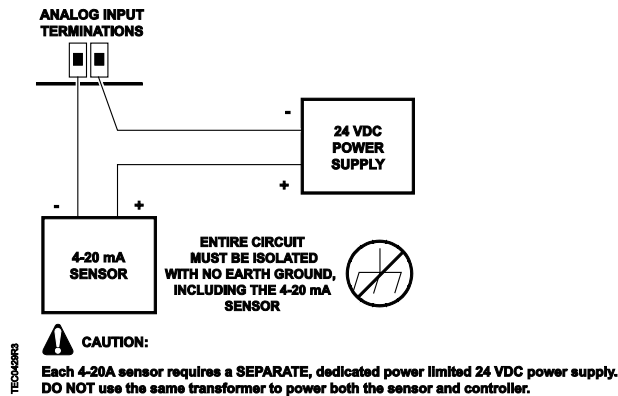 ANALOG INPUT
TERMINATIONS
-
24 VDC
POWER
SUPPLY
+
-
+
4-20 mA
SENSOR
ENTIRE CIRCUIT
MUST BE ISOLATED
WITH NO EARTH GROUND,
INCLUDING THE 4-20 mA
SENSOR
CAUTION:
Each 4-20A sensor requires a SEPARATE, dedicated power limited 24 VDC power supply.
DO NOT use the same transformer to power both the sensor and controller.
TEC0429R3